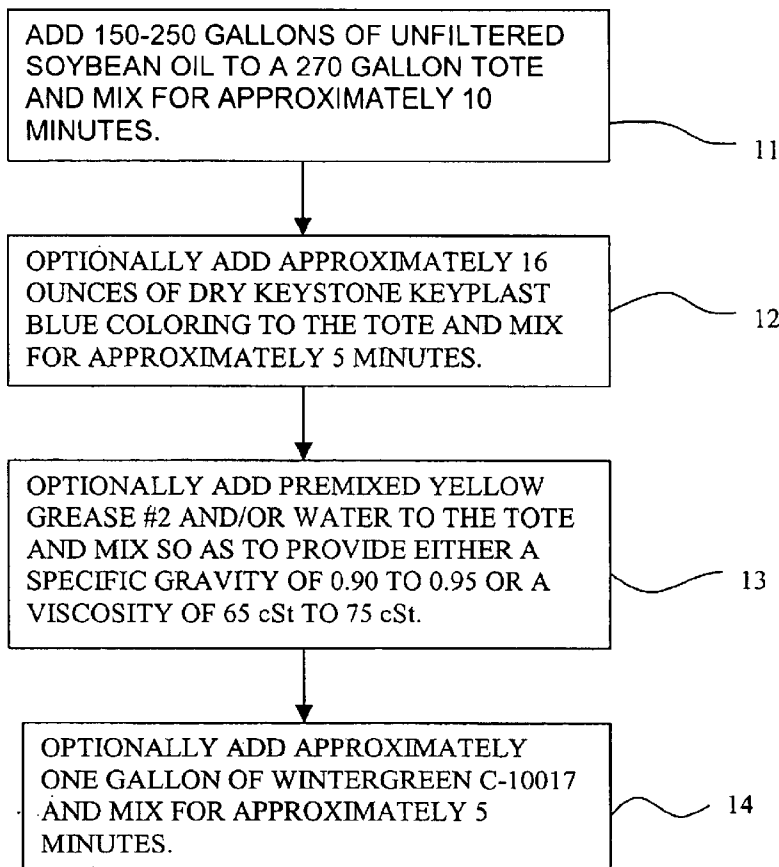 ADD 150-250 GALLONS OF UNFILTERED
SOYBEAN OIL TO A 270 GALLON TOTE
AND MIX FOR APPROXIMATELY 10
MINUTES.
11
OPTIONALLY ADD APPROXIMATELY 16
OUNCES OF DRY KEYSTONE KEYPLAST
BLUE COLORING TO THE TOTE AND MIX
FOR APPROXIMATELY 5 MINUTES.
12
OPTIONALLY ADD PREMIXED YELLOW
GREASE #2 AND/OR WATER TO THE TOTE
AND MIX SO AS TO PROVIDE EITHER A
SPECIFIC GRAVITY OF 0.90 TO 0.95 OR A
VISCOSITY OF 65 cSt TO 75 cSt.
13
OPTIONALLY ADD APPROXIMATELY
ONE GALLON OF WINTERGREEN C-10017
AND MIX FOR APPROXIMATELY 5
MINUTES.
14